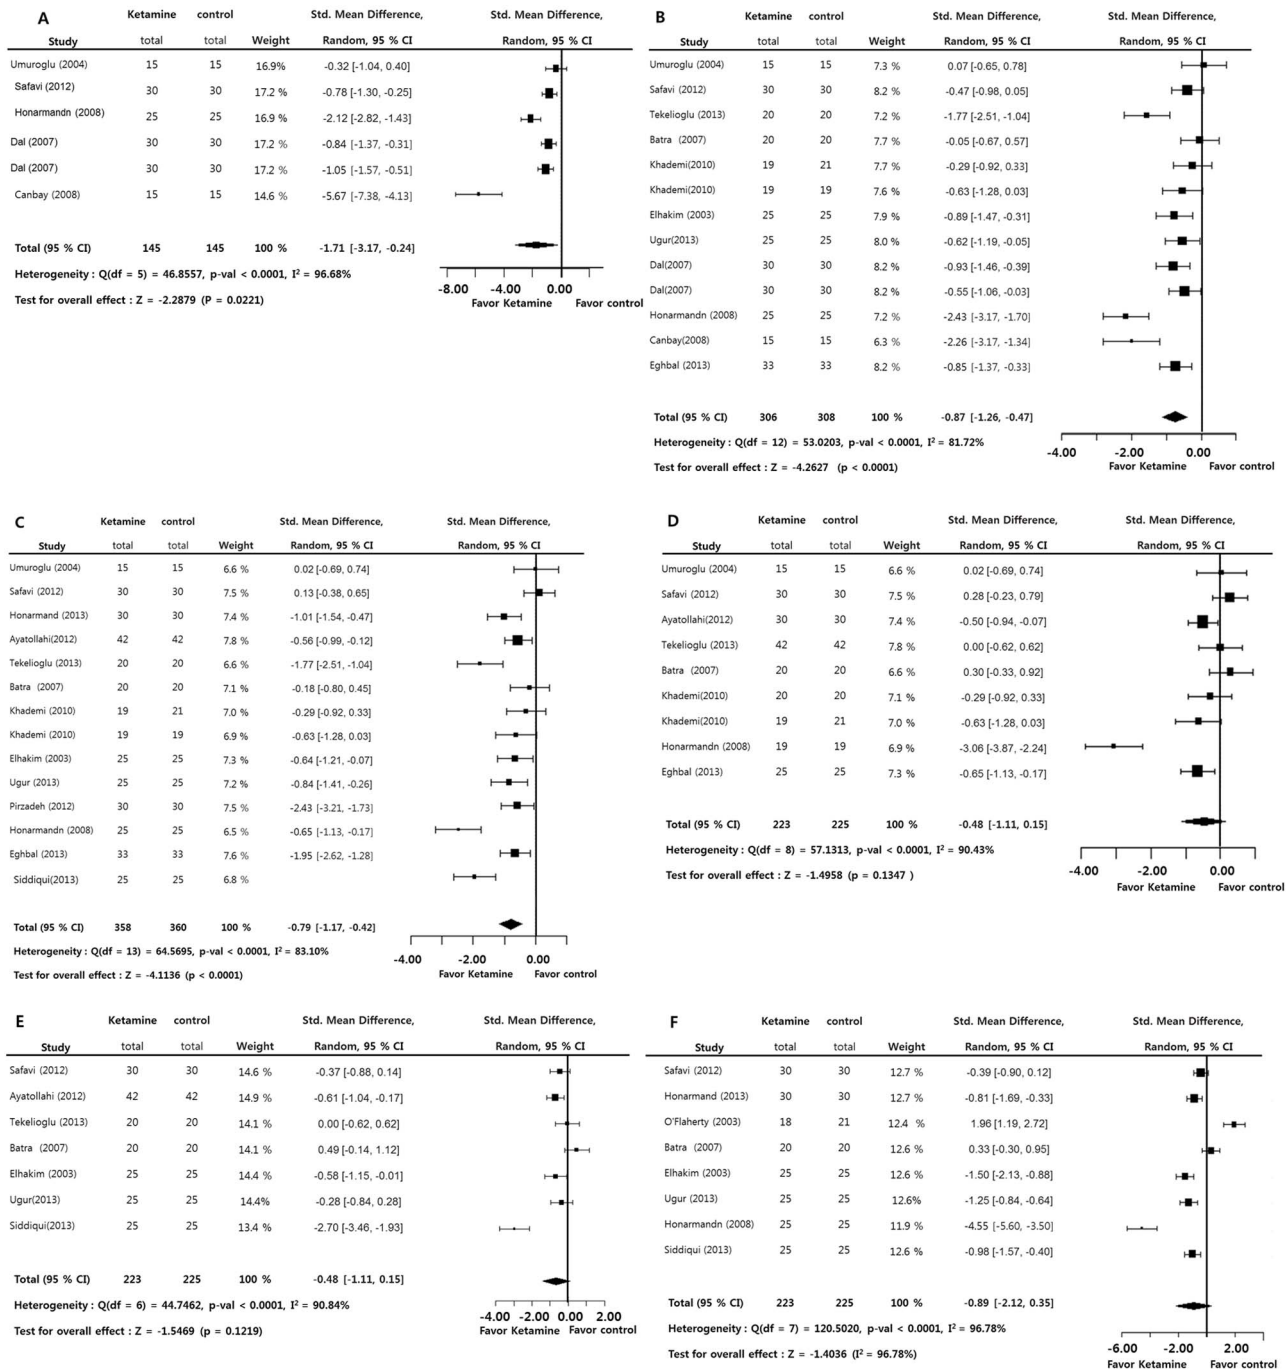 A
Ketamine control Std. Mean Difference, Std. Mean Difference,
Study total total Weight Random, 95 % CI Random, 95 % CI
Umuroglu (2004) 15 15 16.9% -0.32 [-1.04, 0.40]
Safavi (2012) 30 30 17.2 % -0.78 [-1.30, -0.25]
Honarmandn (2008) 25 25 16.9 % -2.12 [-2.82, -1.43]
Dal (2007) 30 30 17.2 % -0.84 [-1.37, -0.31]
Dal (2007) 30 30 17.2 % -1.05 [-1.57, -0.51]
Canbay (2008) 15 15 14.6 % -5.67 [-7.38, -4.13]
Total (95 % CI) 145 145 100 % -1.71 [-3.17, -0.24]
Heterogeneity : Q(df = 5) = 46.8557, p-val < 0.0001, I² = 96.68%
Test for overall effect : Z = -2.2879 (P = 0.0221)
-8.00 -4.00 0.00
Favor Ketamine Favor control
B
Ketamine control Std. Mean Difference, Std. Mean Difference,
Study total total Weight Random, 95 % CI Random, 95 % CI
Umuroglu (2004) 15 15 7.3 % 0.07 [-0.65, 0.78]
Safavi (2012) 30 30 8.2 % -0.47 [-0.98, 0.05]
Tekelioglu (2013) 20 20 7.2 % -1.77 [-2.51, -1.04]
Batra (2007) 20 20 7.7 % -0.05 [-0.67, 0.57]
Khademi(2010) 19 21 7.7 % -0.29 [-0.92, 0.33]
Khademi(2010) 19 19 7.6 % -0.63 [-1.28, 0.03]
Elhakim (2003) 25 25 7.9 % -0.89 [-1.47, -0.31]
Ugur(2013) 25 25 8.0 % -0.62 [-1.19, -0.05]
Dal(2007) 30 30 8.2 % -0.93 [-1.46, -0.39]
Dal(2007) 30 30 8.2 % -0.55 [-1.06, -0.03]
Honarmandn (2008) 25 25 7.2 % -2.43 [-3.17, -1.70]
Canbay(2008) 15 15 6.3 % -2.26 [-3.17, -1.34]
Eghbal (2013) 33 33 8.2 % -0.85 [-1.37, -0.33]
Total (95 % CI) 306 308 100 % -0.87 [-1.26, -0.47]
Heterogeneity : Q(df = 12) = 53.0203, p-val < 0.0001, I² = 81.72%
Test for overall effect : Z = -4.2627 (p < 0.0001)
-4.00 -2.00 0.00
Favor Ketamine Favor control
C
Ketamine control Std. Mean Difference, Std. Mean Difference,
Study total total Weight Random, 95 % CI Random, 95 % CI
Umuroglu (2004) 15 15 6.6 % 0.02 [-0.69, 0.74]
Safavi (2012) 30 30 7.5 % 0.13 [-0.38, 0.65]
Honarmand (2013) 30 30 7.4 % -1.01 [-1.54, -0.47]
Ayatollahi(2012) 42 42 7.8 % -0.56 [-0.99, -0.12]
Tekelioglu (2013) 20 20 6.6 % -1.77 [-2.51, -1.04]
Batra (2007) 20 20 7.1 % -0.18 [-0.80, 0.45]
Khademi (2010) 19 21 7.0 % -0.29 [-0.92, 0.33]
Khademi (2010) 19 19 6.9 % -0.63 [-1.28, 0.03]
Elhakim (2003) 25 25 7.3 % -0.64 [-1.21, -0.07]
Ugur (2013) 25 25 7.2 % -0.84 [-1.41, -0.26]
Pirzadeh (2012) 30 30 7.5 % -2.43 [-3.21, -1.73]
Honarmandn (2008) 25 25 6.5 % -0.65 [-1.13, -0.17]
Eghbal (2013) 33 33 7.6 % -1.95 [-2.62, -1.28]
Siddiqui(2013) 25 25 6.8 %
Total (95 % CI) 358 360 100 % -0.79 [-1.17, -0.42]
Heterogeneity : Q(df = 13) = 64.5695, p-val < 0.0001, I² = 83.10%
Test for overall effect : Z = -4.1136 (p < 0.0001)
-4.00 -2.00 0.00
Favor Ketamine Favor control
D
Ketamine control Std. Mean Difference, Std. Mean Difference,
Study total total Weight Random, 95 % CI Random, 95 % CI
Umuroglu (2004) 15 15 6.6 % 0.02 [-0.69, 0.74]
Safavi (2012) 30 30 7.5 % 0.28 [-0.23, 0.79]
Ayatollahi(2012) 30 30 7.4 % -0.50 [-0.94, -0.07]
Tekelioglu (2013) 42 42 7.8 % 0.00 [-0.62, 0.62]
Batra (2007) 20 20 6.6 % 0.30 [-0.33, 0.92]
Khademi(2010) 20 20 7.1 % -0.29 [-0.92, 0.33]
Khademi(2010) 19 21 7.0 % -0.63 [-1.28, 0.03]
Honarmandn (2008) 19 19 6.9 % -3.06 [-3.87, -2.24]
Eghbal (2013) 25 25 7.3 % -0.65 [-1.13, -0.17]
Total (95 % CI) 223 225 100 % -0.48 [-1.11, 0.15]
Heterogeneity : Q(df = 8) = 57.1313, p-val < 0.0001, I² = 90.43%
Test for overall effect : Z = -1.4958 (p = 0.1347 )
-4.00 -2.00 0.00
Favor Ketamine Favor control
E
Ketamine control Std. Mean Difference, Std. Mean Difference,
Study total total Weight Random, 95 % CI Random, 95 % CI
Safavi (2012) 30 30 14.6 % -0.37 [-0.88, 0.14]
Ayatollahi (2012) 42 42 14.9 % -0.61 [-1.04, -0.17]
Tekelioglu (2013) 20 20 14.1 % 0.00 [-0.62, 0.62]
Batra (2007) 20 20 14.1 % 0.49 [-0.14, 1.12]
Elhakim (2003) 25 25 14.4 % -0.58 [-1.15, -0.01]
Ugur(2013) 25 25 14.4% -0.28 [-0.84, 0.28]
Siddiqui(2013) 25 25 13.4 % -2.70 [-3.46, -1.93]
Total (95 % CI) 223 225 100 % -0.48 [-1.11, 0.15]
Heterogeneity : Q(df = 6) = 44.7462, p-val < 0.0001, I² = 90.84%
Test for overall effect : Z = -1.5469 (p = 0.1219)
-4.00 -2.00 0.00 2.00
Favor Ketamine Favor control
F
Ketamine control Std. Mean Difference, Std. Mean Difference,
Study total total Weight Random, 95 % CI Random, 95 % CI
Safavi (2012) 30 30 12.7 % -0.39 [-0.90, 0.12]
Honarmand (2013) 30 30 12.7 % -0.81 [-1.69, -0.33]
O'Flaherty (2003) 18 21 12.4 % 1.96 [1.19, 2.72]
Batra (2007) 20 20 12.6 % 0.33 [-0.30, 0.95]
Elhakim (2003) 25 25 12.6 % -1.50 [-2.13, -0.88]
Ugur (2013) 25 25 12.6% -1.25 [-0.84, -0.64]
Honarmandn (2008) 25 25 11.9 % -4.55 [-5.60, -3.50]
Siddiqui (2013) 25 25 12.6 % -0.98 [-1.57, -0.40]
Total (95 % CI) 223 225 100 % -0.89 [-2.12, 0.35]
Heterogeneity : Q(df = 7) = 120.5020, p-val < 0.0001, I² = 96.78%
Test for overall effect : Z = -1.4036 (I² = 96.78%)
-6.00 -2.00 0 2.00
Favor Ketamine Favor control